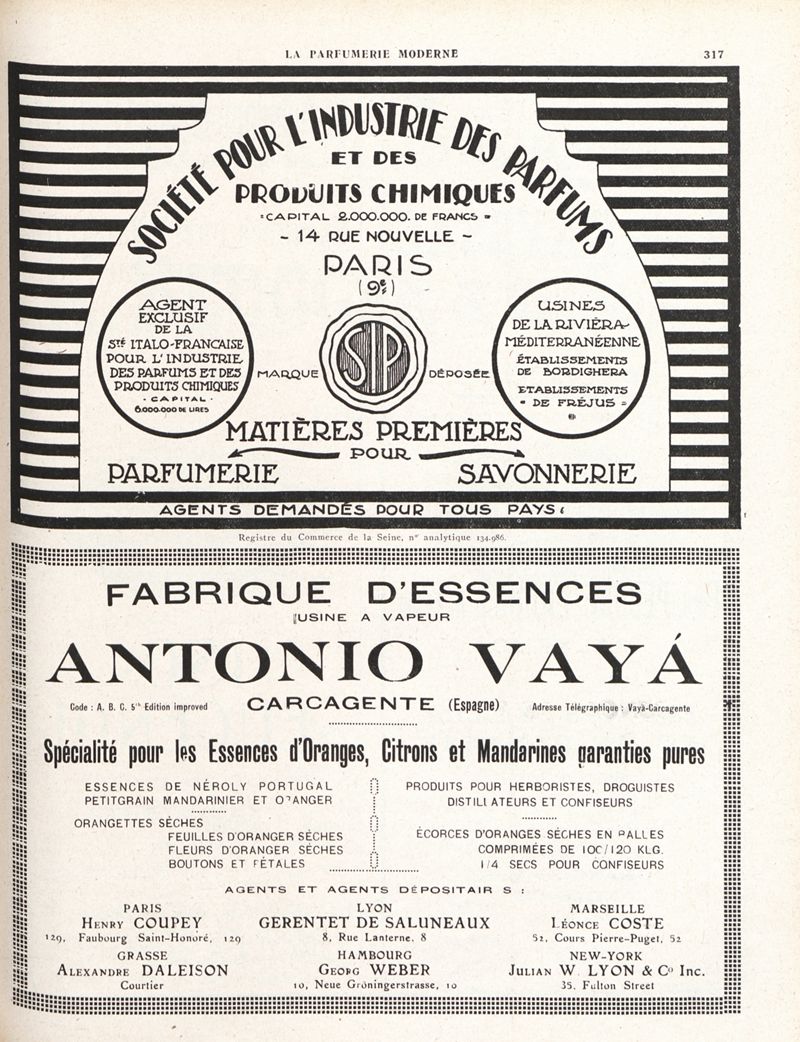 LA PARFUMERIE MODERNE
317
SOCIÉTÉ POUR L'INDUSTRIE DES PARFUMS
ET DES
PRODUITS CHIMIQUES
"CAPITAL 2.000.000. DE FRANCS"
- 14 RUE NOUVELLE -
PARIS
(9e)
AGENT
EXCLUSIF
DE LA
Sté ITALO-FRANCAISE
POUR L'INDUSTRIE
DES PARFUMS ET DES
PRODUITS CHIMIQUES
- CAPITAL -
6.000.000 DE LIRES
MARQUE
SIP
DÉPOSÉE
USINES
DE LA RIVIÈRA
MÉDITERRANÉENNE
ÉTABLISSEMENTS
DE BORDIGHERA
ETABLISSEMENTS
" DE FRÉJUS "
MATIÈRES PREMIÈRES
POUR
PARFUMERIE
SAVONNERIE
AGENTS DEMANDÉS POUR TOUS PAYS
Registre du Commerce de la Seine, n° analytique 134.986.
FABRIQUE D'ESSENCES
USINE A VAPEUR
ANTONIO VAYÁ
Code : A. B. C. 5th Edition improved
CARCAGENTE (Espagne)
Adresse Télégraphique : Vayà-Carcagente
Spécialité pour les Essences d'Oranges, Citrons et Mandarines garanties pures
ESSENCES DE NÉROLY PORTUGAL
PETITGRAIN MANDARINIER ET O'ANGER
ORANGETTES SÈCHES
FEUILLES D'ORANGER SÈCHES
FLEURS D'ORANGER SÈCHES
BOUTONS ET PÉTALES
PRODUITS POUR HERBORISTES, DROGUISTES
DISTILLATEURS ET CONFISEURS
ÉCORCES D'ORANGES SÈCHES EN BALLES
COMPRIMÉES DE 100/120 KLG.
1/4 SECS POUR CONFISEURS
AGENTS ET AGENTS DÉPOSITAIR S :
PARIS
HENRY COUPEY
129, Faubourg Saint-Honoré, 129
LYON
GERENTET DE SALUNEAUX
8, Rue Lanterne, 8
MARSEILLE
LÉONCE COSTE
52, Cours Pierre-Puget, 52
GRASSE
ALEXANDRE DALEISON
Courtier
HAMBOURG
GEORG WEBER
10, Neue Gröningerstrasse, 10
NEW-YORK
JULIAN W. LYON & Co Inc.
35, Fulton Street